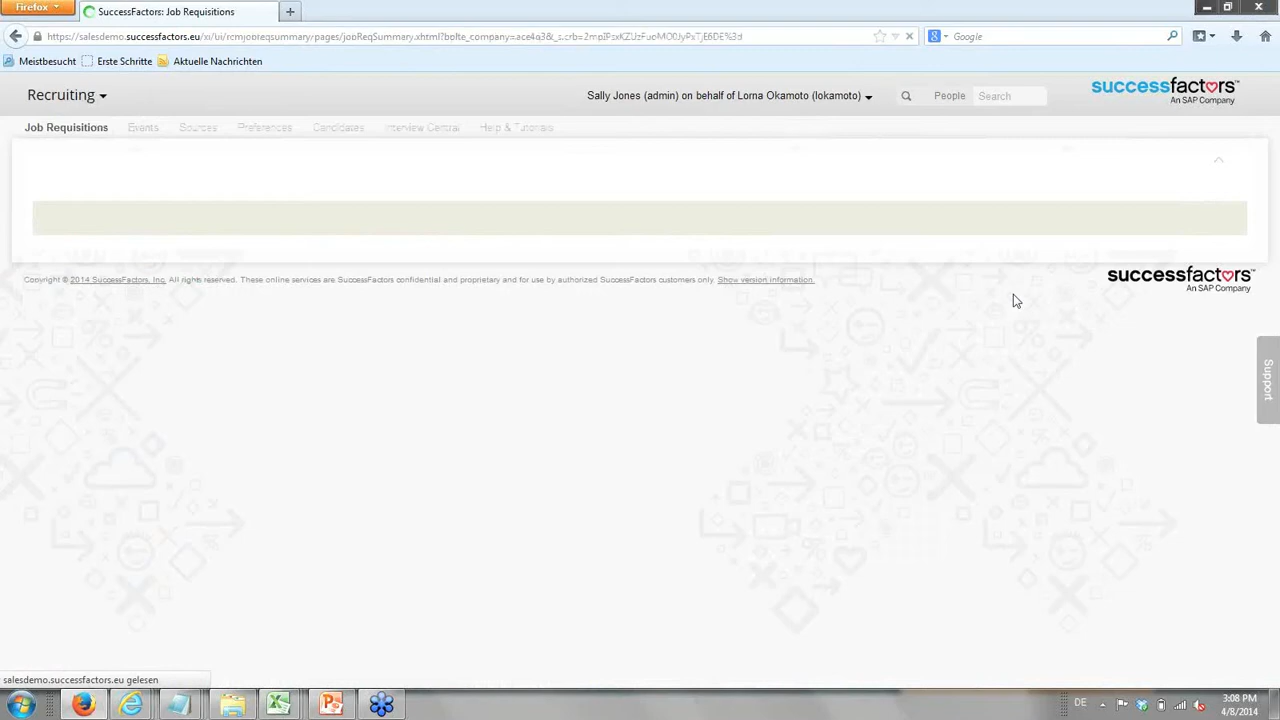 Firefox
SuccessFactors: Job Requisitions
Google
Meistbesucht Erste Schritte Aktuelle Nachrichten
Recruiting
Sally Jones (admin) on behalf of Lorna Okamoto (lokamoto)
People Search
successfactors™
An SAP Company
Job Requisitions Events Sources Preferences Candidates Interview Central Help & Tutorials
Copyright © 2014 SuccessFactors, Inc. All rights reserved. These online services are SuccessFactors confidential and proprietary and for use by authorized SuccessFactors customers only. Show version information.
successfactors™
An SAP Company
Support
salesdemo.successfactors.eu gelesen
DE
3:08 PM
4/8/2014